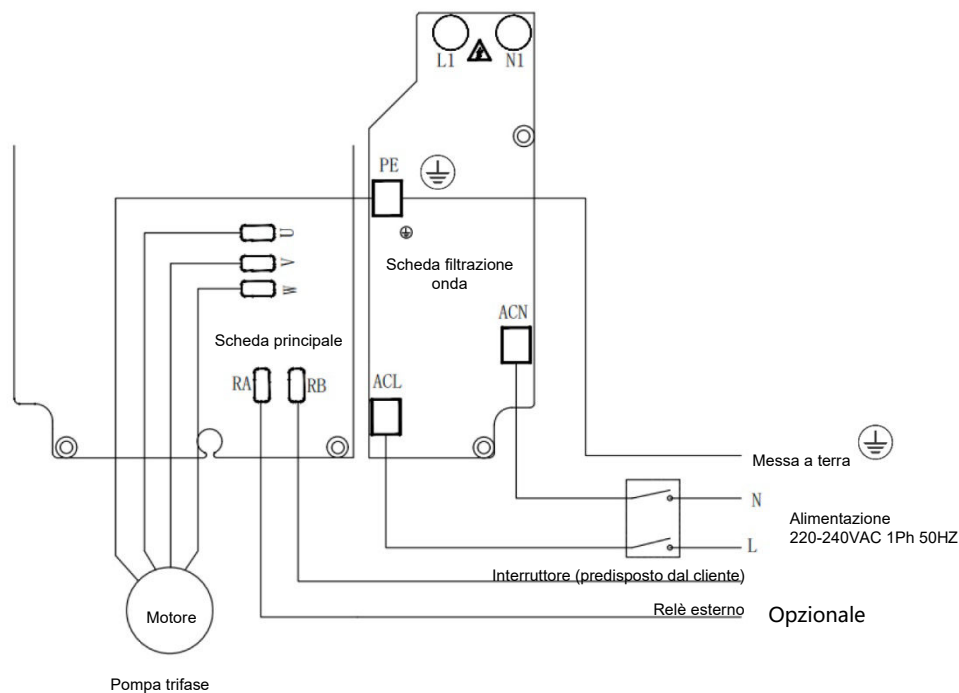 L1
N1
PE
U
V
W
Scheda filtrazione
onda
ACN
Scheda principale
RA
RB
ACL
Messa a terra
N
Alimentazione
220-240VAC 1Ph 50HZ
L
Interruttore (predisposto dal cliente)
Relè esterno
Opzionale
Motore
Pompa trifase